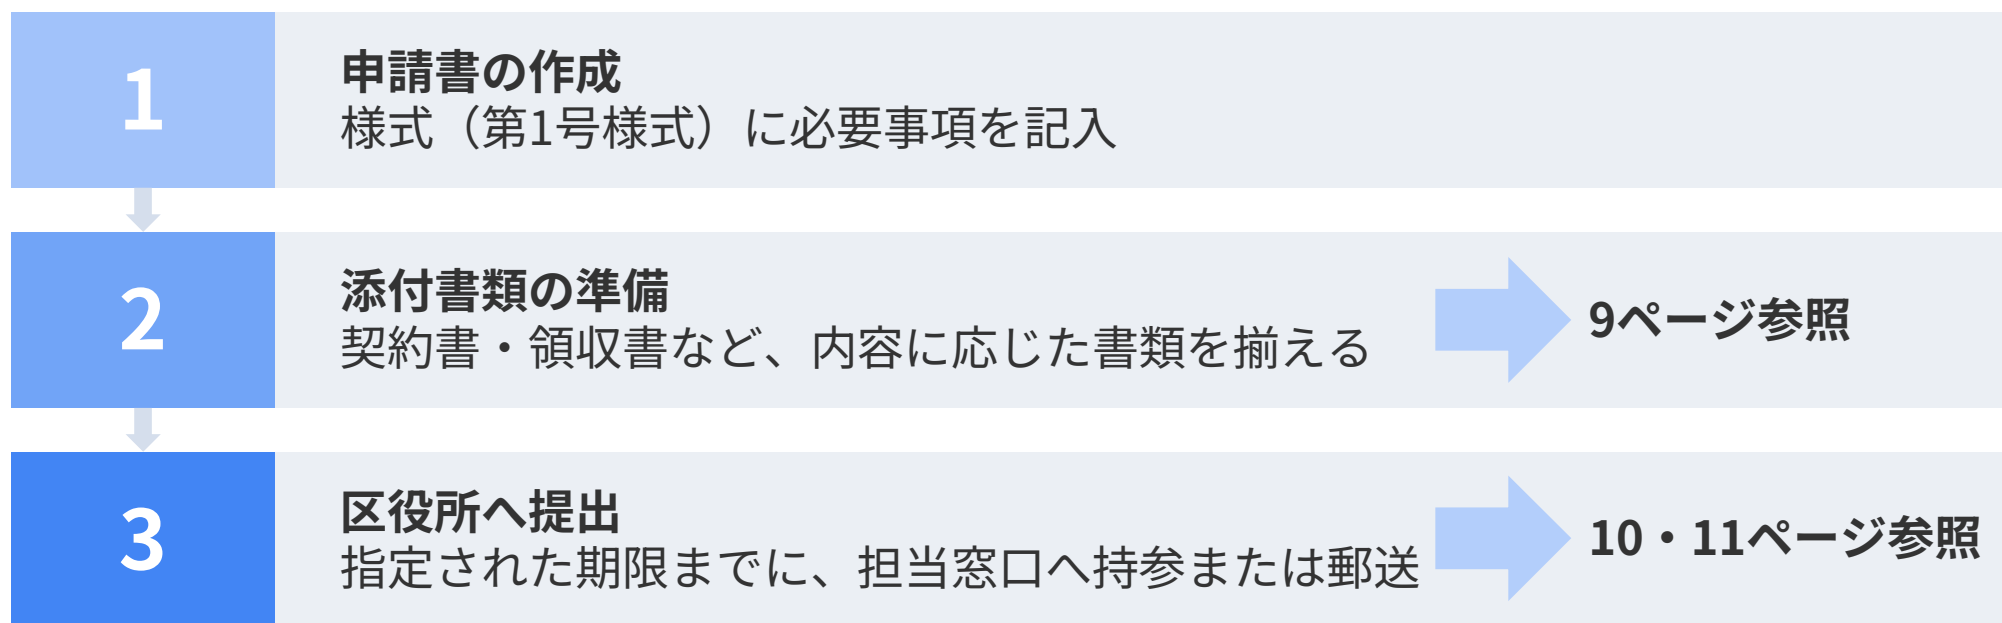 1
申請書の作成
様式（第1号様式）に必要事項を記入
2
添付書類の準備
契約書・領収書など、内容に応じた書類を揃える
9ページ参照
3
区役所へ提出
指定された期限までに、担当窓口へ持参または郵送
10・11ページ参照